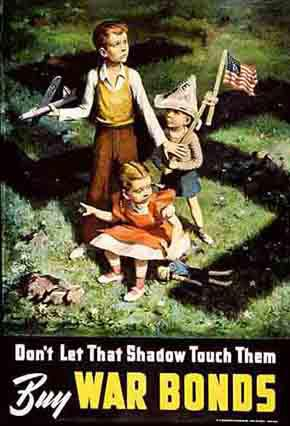 Don't Let That Shadow Touch Them
Buy WAR BONDS